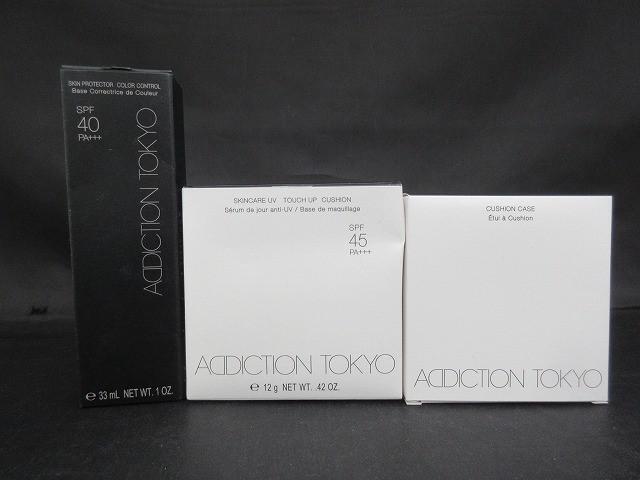 SKIN PROTECTOR COLOR CONTROL
Base Correctrice de Couleur
SPF
40
PA+++
ADDICTION TOKYO
℮ 33 mL NET WT. 1 OZ.
SKINCARE UV TOUCH UP CUSHION
Sérum de jour anti-UV / Base de maquillage
SPF
45
PA+++
ADDICTION TOKYO
℮ 12 g NET WT. .42 OZ.
CUSHION CASE
Étui à Cushion
ADDICTION TOKYO